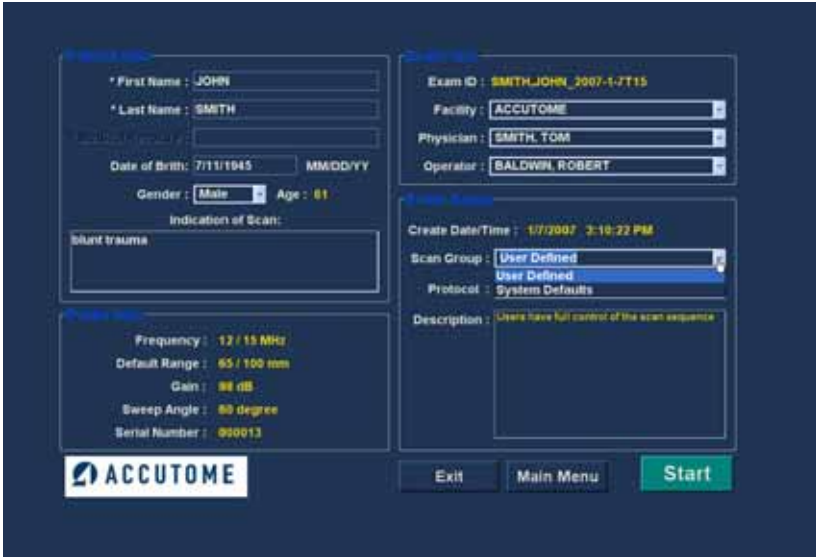 * First Name : JOHN
* Last Name : SMITH
Date of Brith: 7/11/1945 MM/DD/YY
Gender : Male Age : 61
Indication of Scan:
blunt trauma
Frequency : 12 / 15 MHz
Default Range : 65 / 100 mm
Gain : 98 dB
Sweep Angle : 60 degree
Serial Number : 000013
ACCUTOME
Exam ID : SMITH,JOHN_2007-1-7T15
Facility : ACCUTOME
Physician : SMITH, TOM
Operator : BALDWIN, ROBERT
Create Date/Time : 1/7/2007 3:10:22 PM
Scan Group : User Defined
User Defined
Protocol : System Defaults
Description : Users have full control of the scan sequence
Exit Main Menu Start